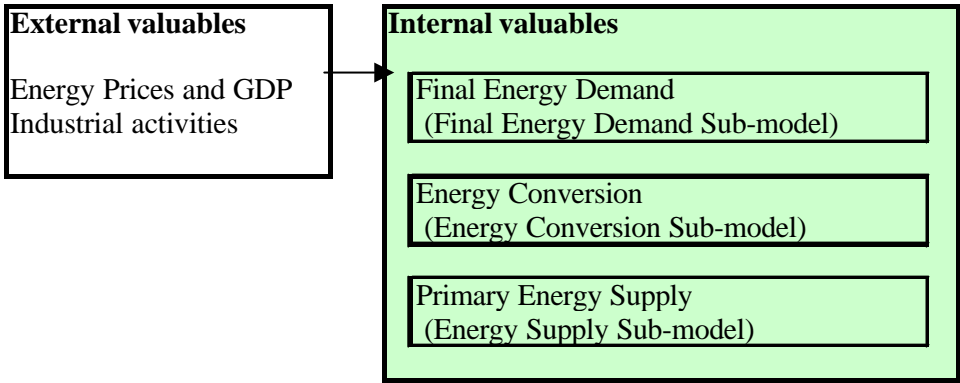 External valuables
Energy Prices and GDP
Industrial activities
Internal valuables
Final Energy Demand
(Final Energy Demand Sub-model)
Energy Conversion
(Energy Conversion Sub-model)
Primary Energy Supply
(Energy Supply Sub-model)